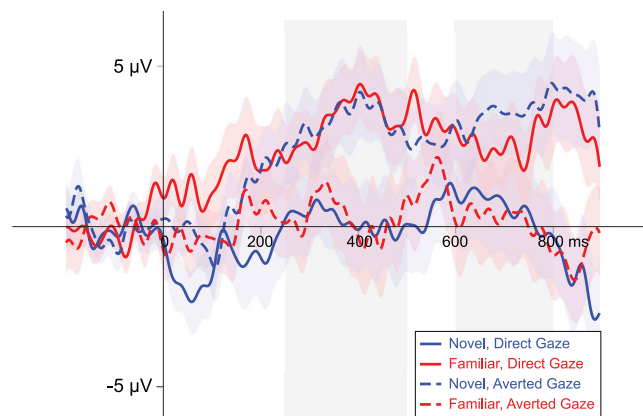 5 µV
0
200
400
600
800 ms
-5 µV
Novel, Direct Gaze
Familiar, Direct Gaze
Novel, Averted Gaze
Familiar, Averted Gaze